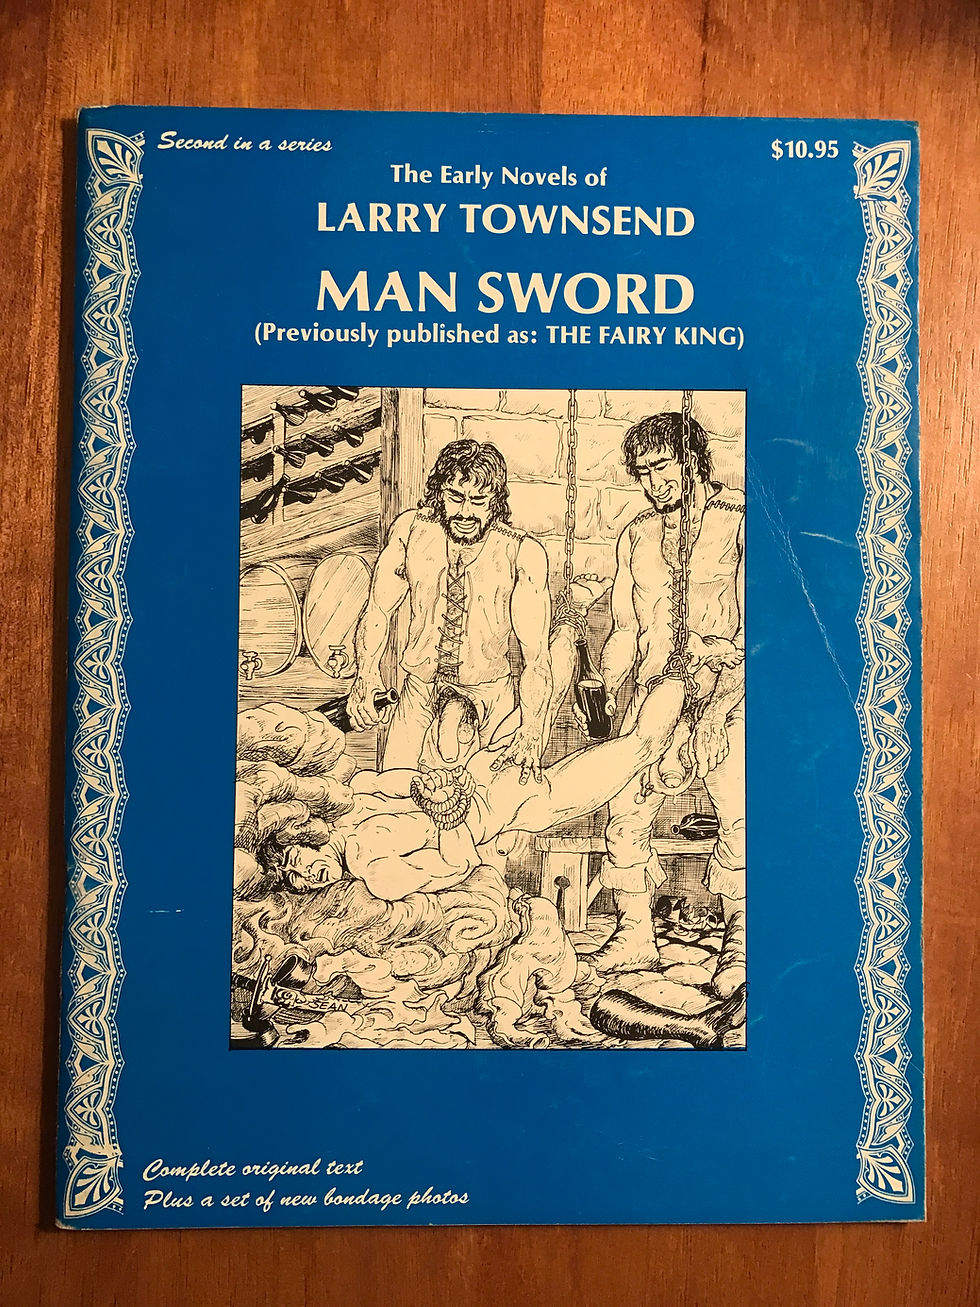 Second in a series
$10.95
The Early Novels of
LARRY TOWNSEND
MAN SWORD
(Previously published as: THE FAIRY KING)
SEAN
Complete original text
Plus a set of new bondage photos